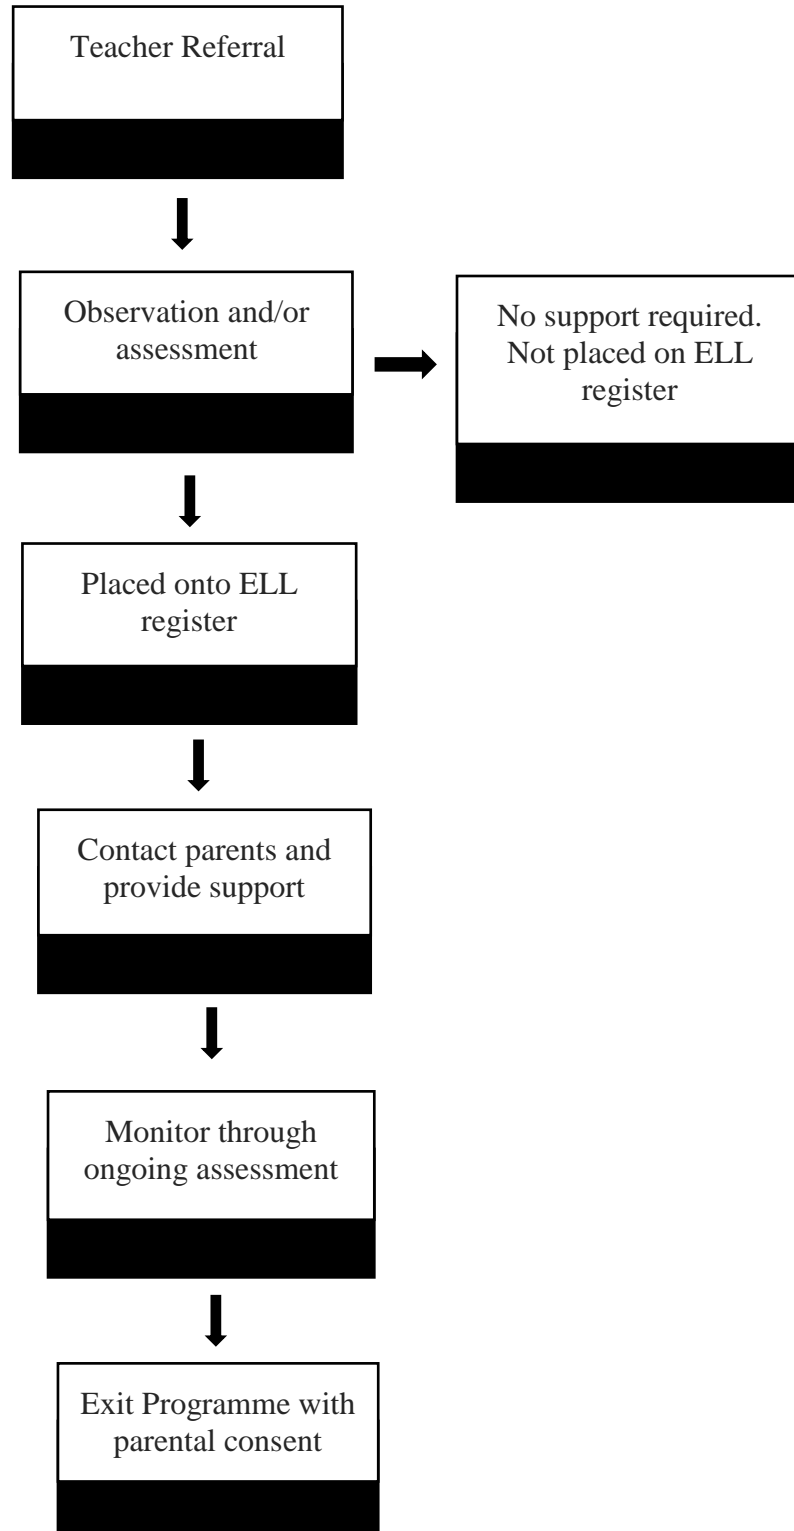 Teacher Referral
Observation and/or
assessment
No support required.
Not placed on ELL
register
Placed onto ELL
register
Contact parents and
provide support
Monitor through
ongoing assessment
Exit Programme with
parental consent